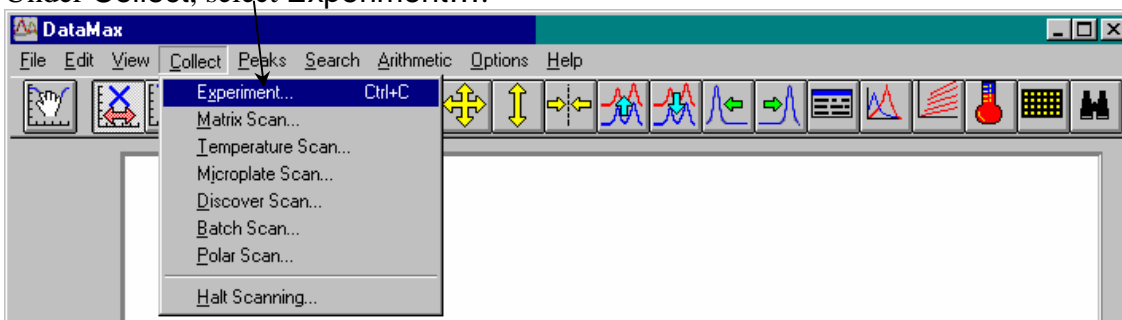 Under Collect, select Experiment....
DataMax
File Edit View Collect Peaks Search Arithmetic Options Help
Experiment... Ctrl+C
Matrix Scan...
Temperature Scan...
Microplate Scan...
Discover Scan...
Batch Scan...
Polar Scan...
Halt Scanning...